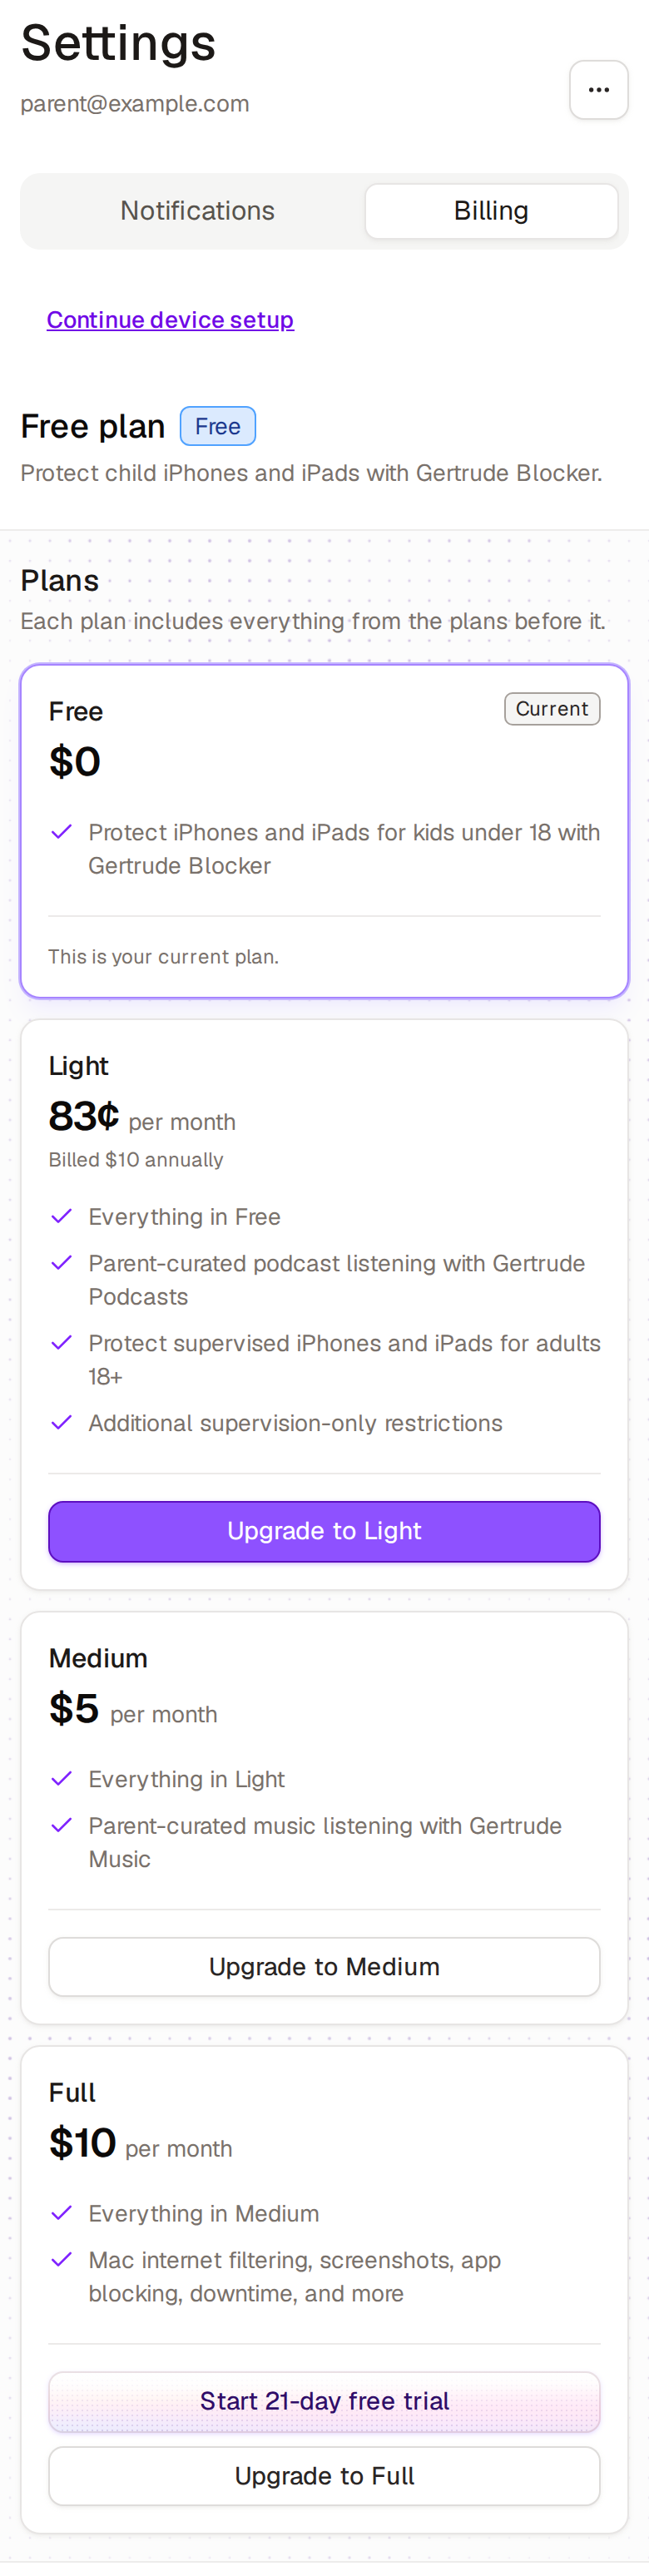 Settings
parent@example.com
Notifications
Billing
Continue device setup
Free plan
Free
Protect child iPhones and iPads with Gertrude Blocker.
Plans
Each plan includes everything from the plans before it.
Free
Current
$0
Protect iPhones and iPads for kids under 18 with
Gertrude Blocker
This is your current plan.
Light
83¢ per month
Billed $10 annually
Everything in Free
Parent-curated podcast listening with Gertrude
Podcasts
Protect supervised iPhones and iPads for adults
18+
Additional supervision-only restrictions
Upgrade to Light
Medium
$5 per month
Everything in Light
Parent-curated music listening with Gertrude
Music
Upgrade to Medium
Full
$10 per month
Everything in Medium
Mac internet filtering, screenshots, app
blocking, downtime, and more
Start 21-day free trial
Upgrade to Full